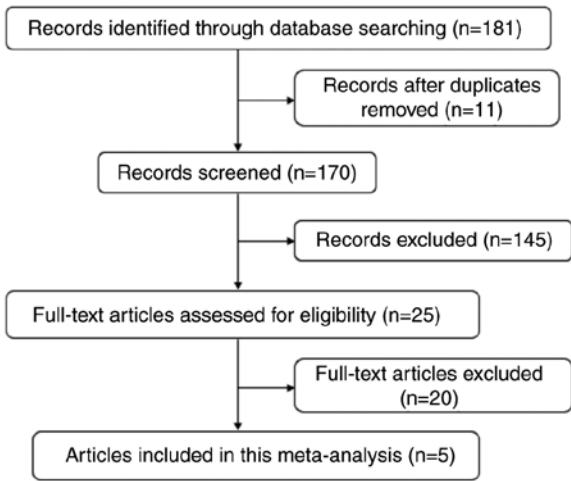 Records identified through database searching (n=181)
Records after duplicates
removed (n=11)
Records screened (n=170)
Records excluded (n=145)
Full-text articles assessed for eligibility (n=25)
Full-text articles excluded
(n=20)
Articles included in this meta-analysis (n=5)